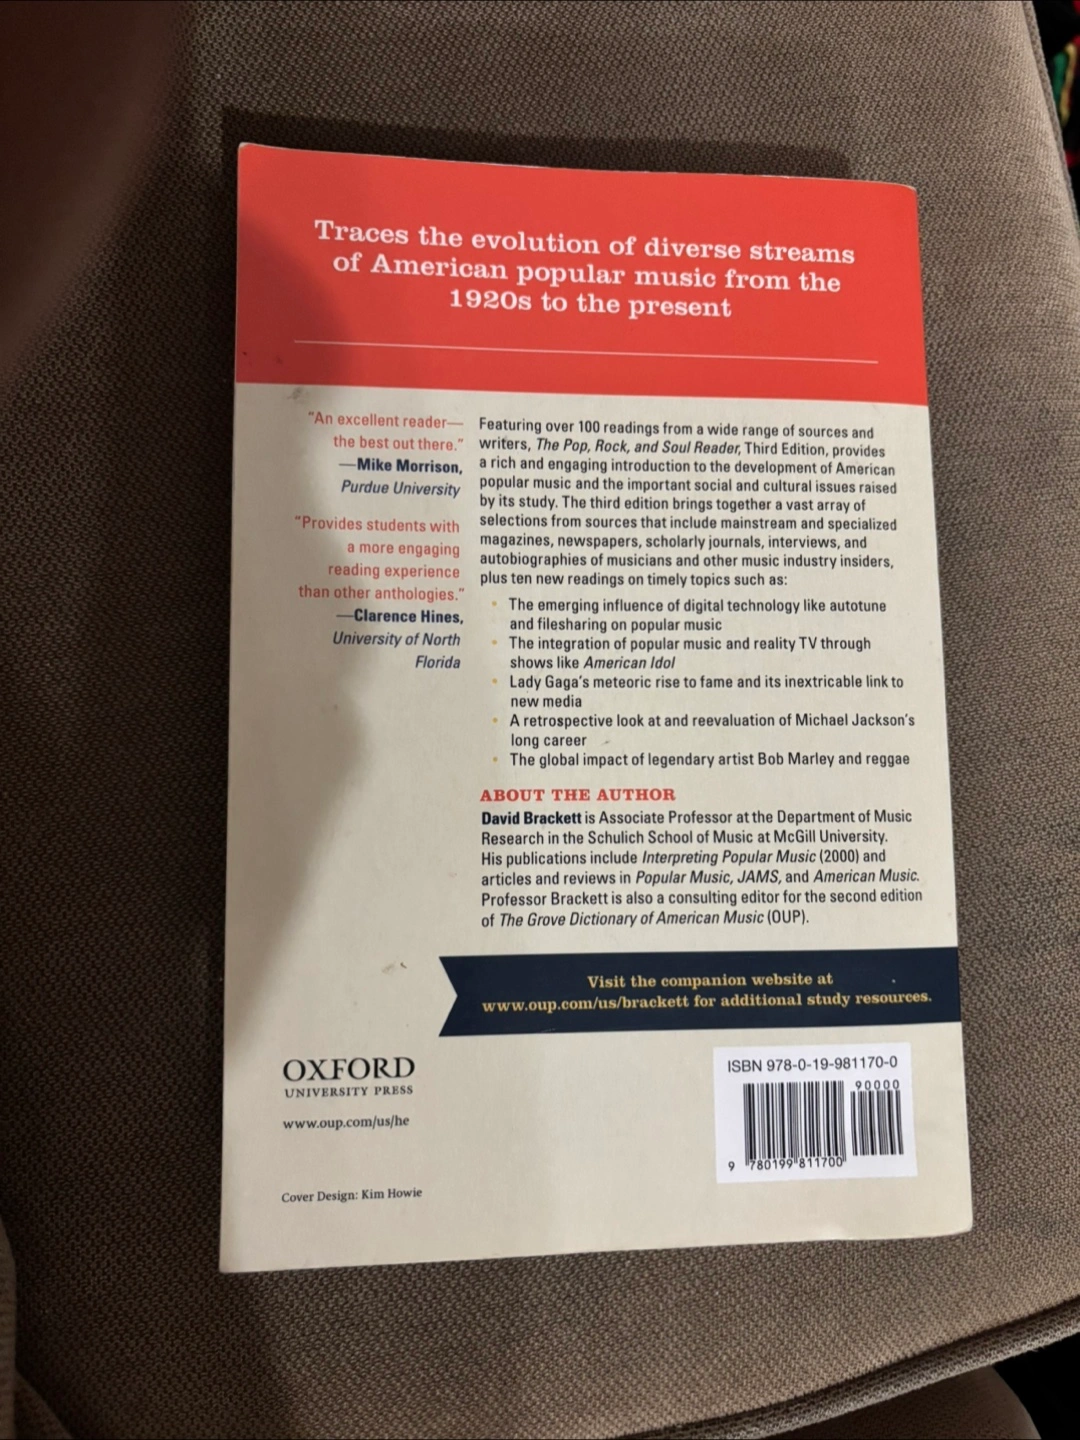 Traces the evolution of diverse streams
of American popular music from the
1920s to the present
"An excellent reader—
the best out there."
—Mike Morrison,
Purdue University
"Provides students with
a more engaging
reading experience
than other anthologies."
—Clarence Hines,
University of North
Florida
Featuring over 100 readings from a wide range of sources and
writers, The Pop, Rock, and Soul Reader, Third Edition, provides
a rich and engaging introduction to the development of American
popular music and the important social and cultural issues raised
by its study. The third edition brings together a vast array of
selections from sources that include mainstream and specialized
magazines, newspapers, scholarly journals, interviews, and
autobiographies of musicians and other music industry insiders,
plus ten new readings on timely topics such as:
• The emerging influence of digital technology like autotune
and filesharing on popular music
• The integration of popular music and reality TV through
shows like American Idol
• Lady Gaga's meteoric rise to fame and its inextricable link to
new media
• A retrospective look at and reevaluation of Michael Jackson's
long career
• The global impact of legendary artist Bob Marley and reggae
ABOUT THE AUTHOR
David Brackett is Associate Professor at the Department of Music
Research in the Schulich School of Music at McGill University.
His publications include Interpreting Popular Music (2000) and
articles and reviews in Popular Music, JAMS, and American Music.
Professor Brackett is also a consulting editor for the second edition
of The Grove Dictionary of American Music (OUP).
Visit the companion website at
www.oup.com/us/brackett for additional study resources.
OXFORD
UNIVERSITY PRESS
www.oup.com/us/he
Cover Design: Kim Howie
ISBN 978-0-19-981170-0
90000
9 780199 811700